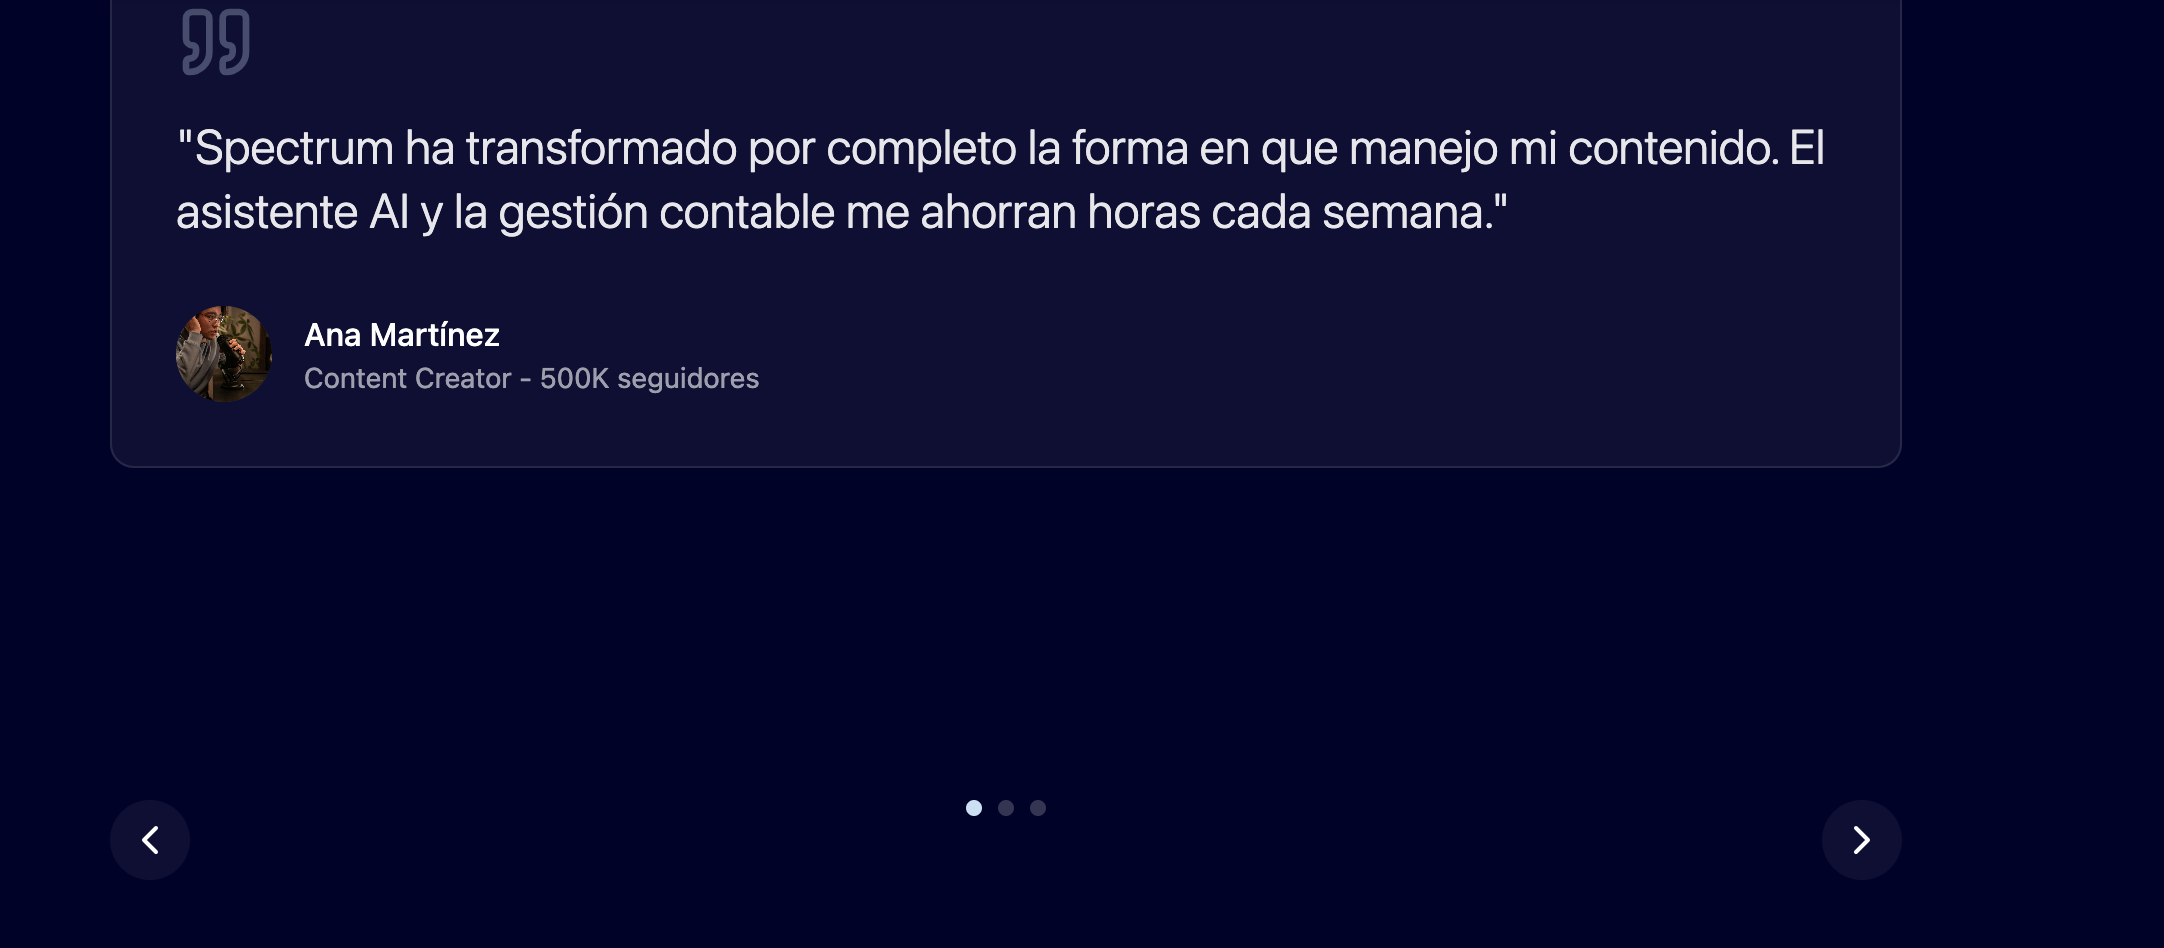 "Spectrum ha transformado por completo la forma en que manejo mi contenido. El
asistente AI y la gestión contable me ahorran horas cada semana."
Ana Martínez
Content Creator - 500K seguidores